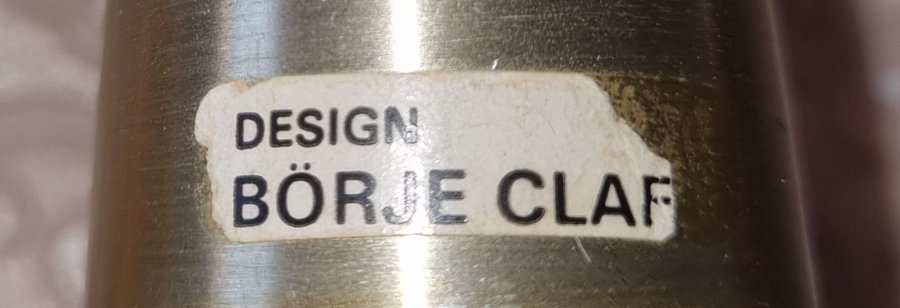 DESIGN
BÖRJE CLAF